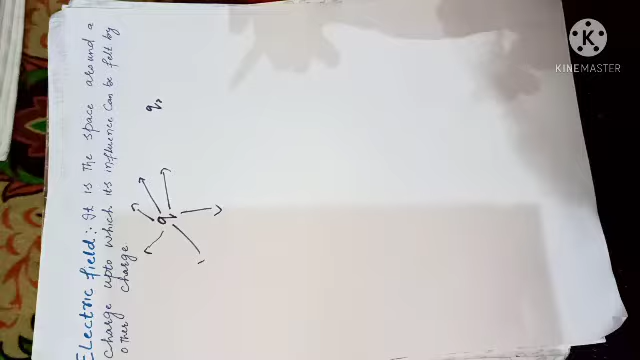 Electric field:- It is the space around a
charge upto which its influence can be felt by
other charge
q
q₀
K
KINEMASTER